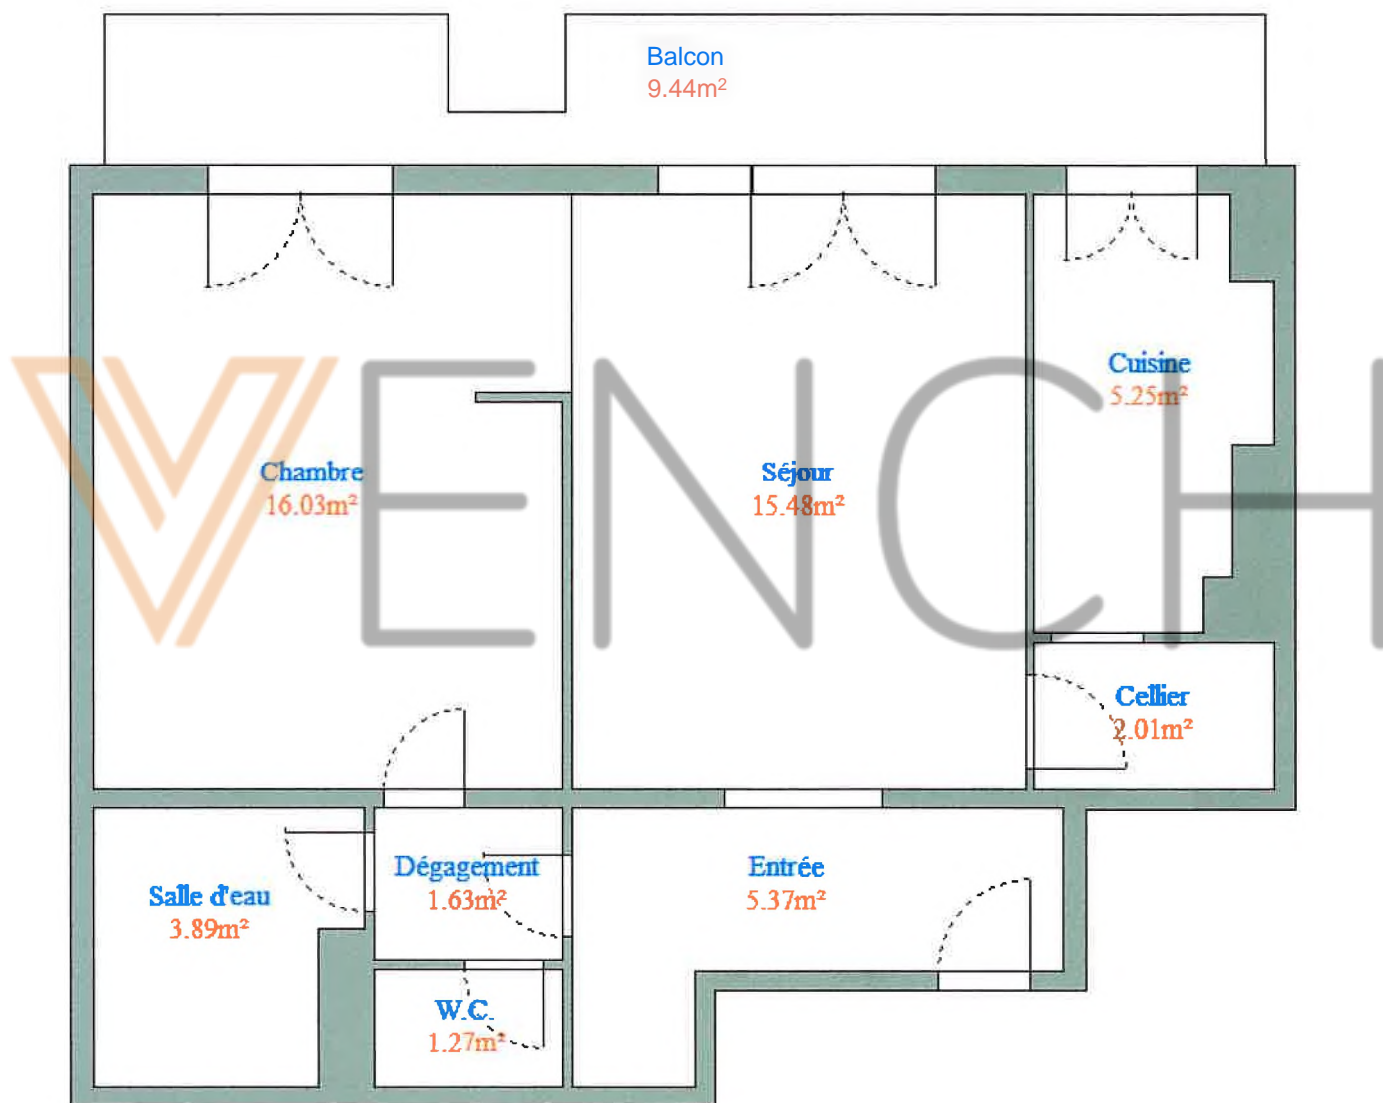 Balcon
9.44m²
Cuisine
5.25m²
Chambre
16.03m²
Séjour
15.48m²
VENCH
Cellier
2.01m²
Dégagement
1.63m²
Entrée
5.37m²
Salle d'eau
3.89m²
W.C.
1.27m²